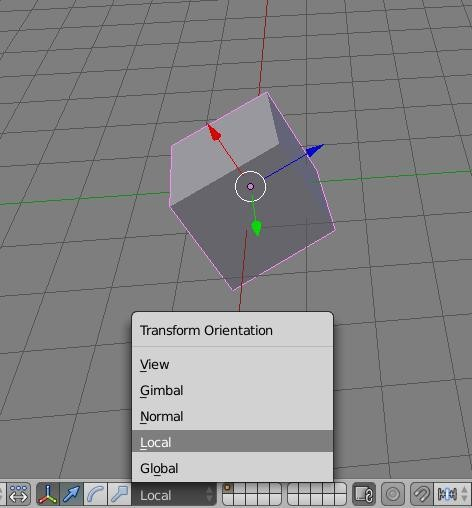 Transform Orientation
View
Gimbal
Normal
Local
Global
Local